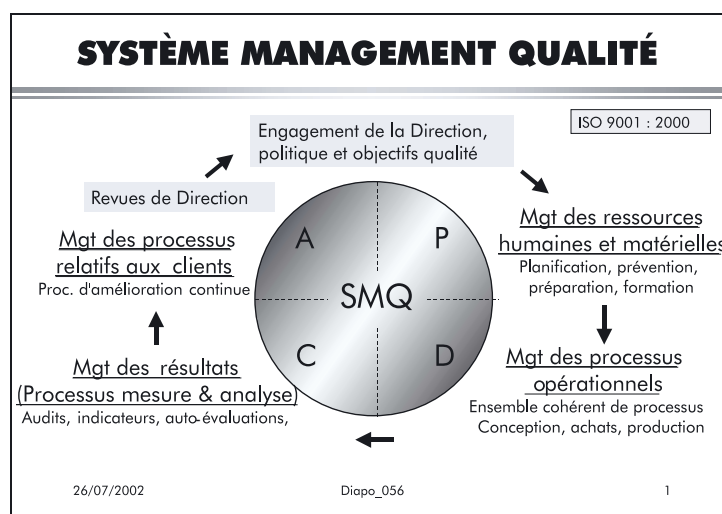 SYSTÈME MANAGEMENT QUALITÉ
ISO 9001 : 2000
Engagement de la Direction,
politique et objectifs qualité
Revues de Direction
Mgt des ressources
humaines et matérielles
Planification, prévention,
préparation, formation
Mgt des processus
relatifs aux clients
Proc. d'amélioration continue
A
P
SMQ
C
D
Mgt des processus
opérationnels
Ensemble cohérent de processus
Conception, achats, production
Mgt des résultats
(Processus mesure & analyse)
Audits, indicateurs, auto-évaluations,
26/07/2002
Diapo_056
1